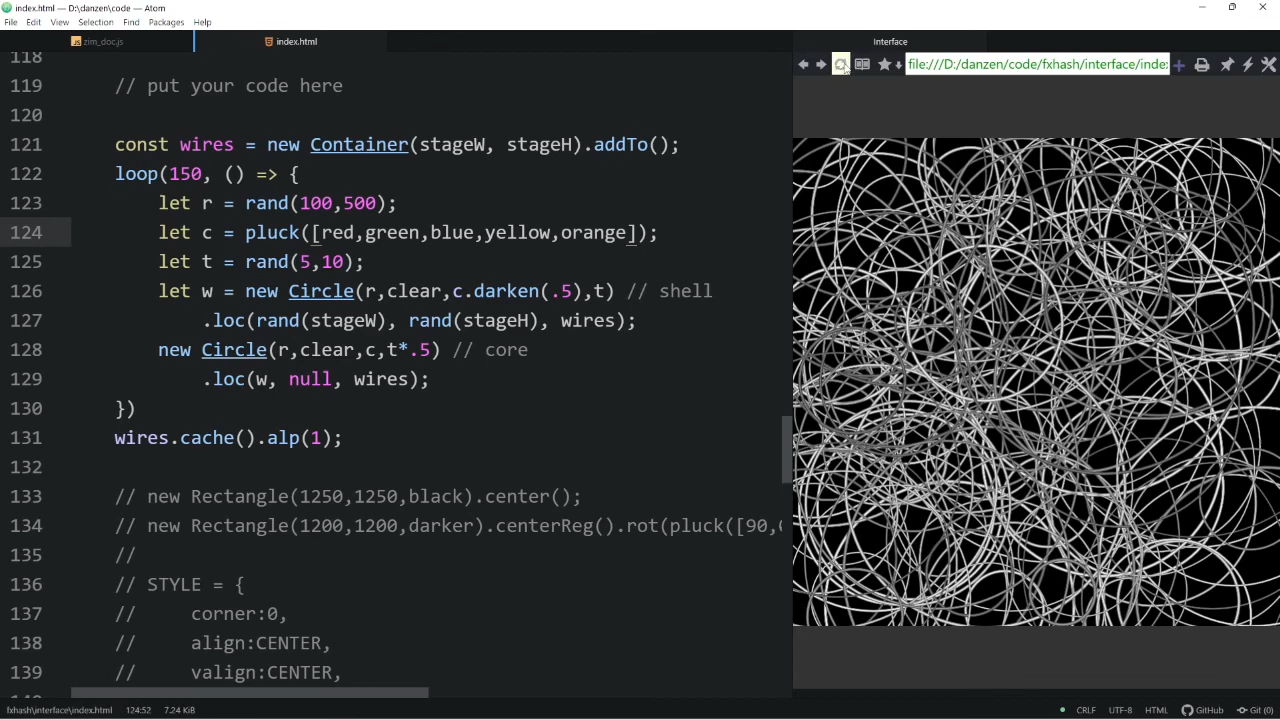 index.html — D:\danzen\code — Atom
File Edit View Selection Find Packages Help
zim_doc.js
index.html
Interface
file:///D:/danzen/code/fxhash/interface/inde
118
119 // put your code here
120
121 const wires = new Container(stageW, stageH).addTo();
122 loop(150, () => {
123 let r = rand(100,500);
124 let c = pluck([red,green,blue,yellow,orange]);
125 let t = rand(5,10);
126 let w = new Circle(r,clear,c.darken(.5),t) // shell
127 .loc(rand(stageW), rand(stageH), wires);
128 new Circle(r,clear,c,t*.5) // core
129 .loc(w, null, wires);
130 })
131 wires.cache().alp(1);
132
133 // new Rectangle(1250,1250,black).center();
134 // new Rectangle(1200,1200,darker).centerReg().rot(pluck([90,
135 //
136 // STYLE = {
137 // corner:0,
138 // align:CENTER,
139 // valign:CENTER,
fxhash\interface\index.html 124:52 7.24 KiB
CRLF UTF-8 HTML GitHub Git (0)